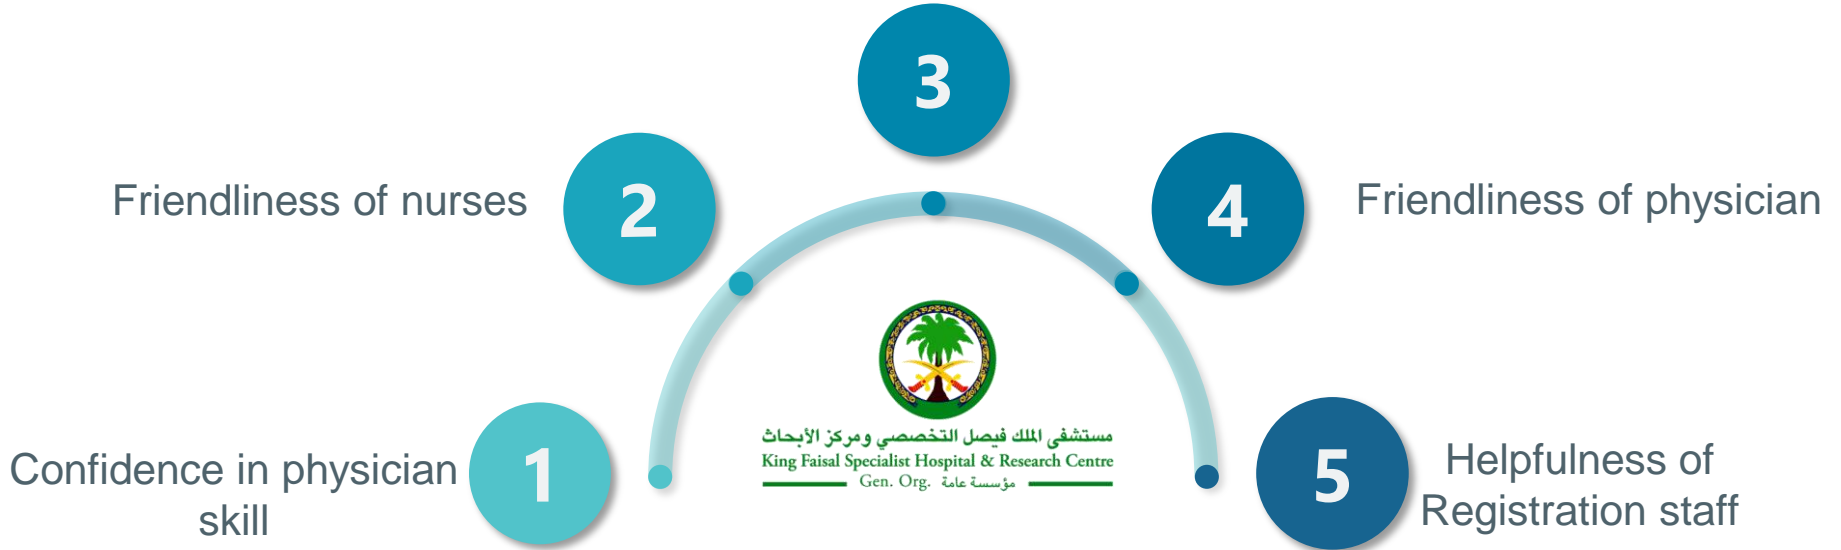 3
Friendliness of nurses
2
4
Friendliness of physician
مستشفى الملك فيصل التخصصي ومركز الأبحاث
King Faisal Specialist Hospital & Research Centre
Gen. Org. مؤسسة عامة
Confidence in physician
skill
1
5
Helpfulness of
Registration staff